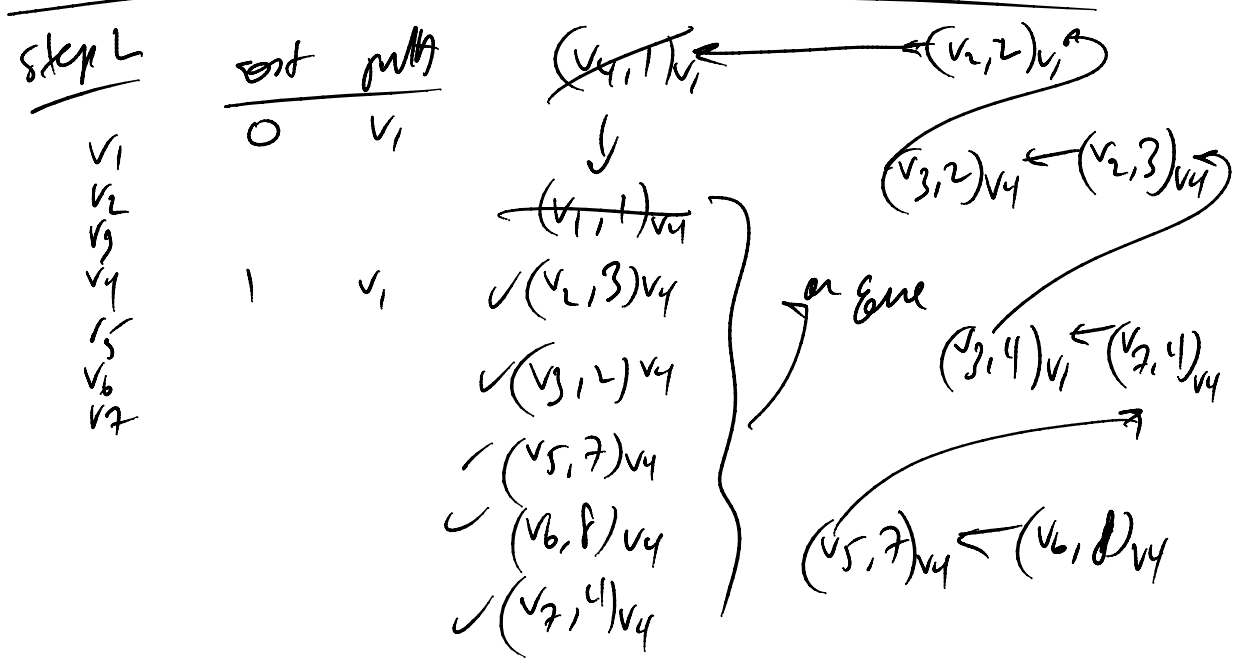 step 2 cost path (v4,1)v1 ← (v2,2)v1
v1 0 v1
(v3,2)v4 ← (v2,3)v4
v2 (v1,1)v4
v3
v4 1 v1 ✓(v2,3)v4
v5 (v3,4)v1 ← (v7,4)v4
v6 ✓(v3,2)v4
v7
✓(v5,7)v4
✓(v6,8)v4 (v5,7)v4 ← (v6,8)v4
✓(v7,4)v4